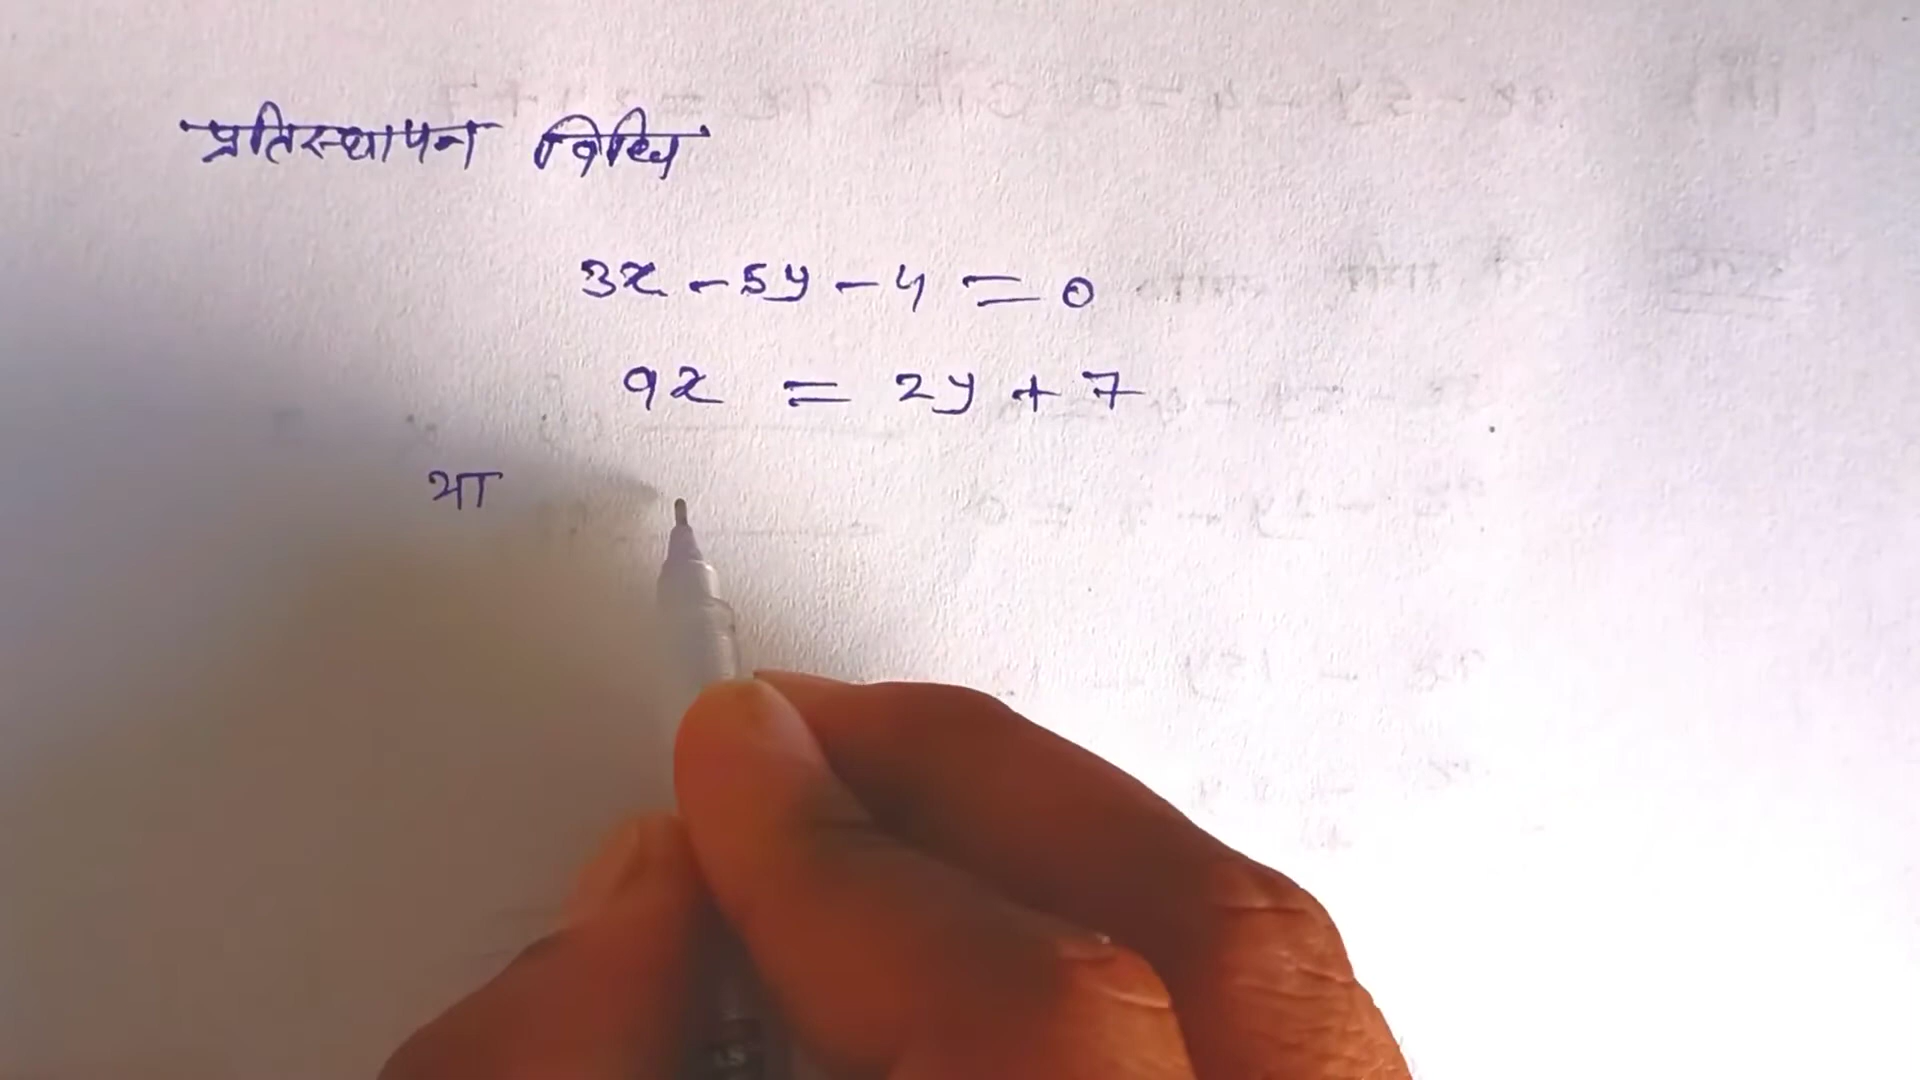 प्रतिस्थापन विधि
3x - 5y - 4 = 0
9x = 2y + 7
या